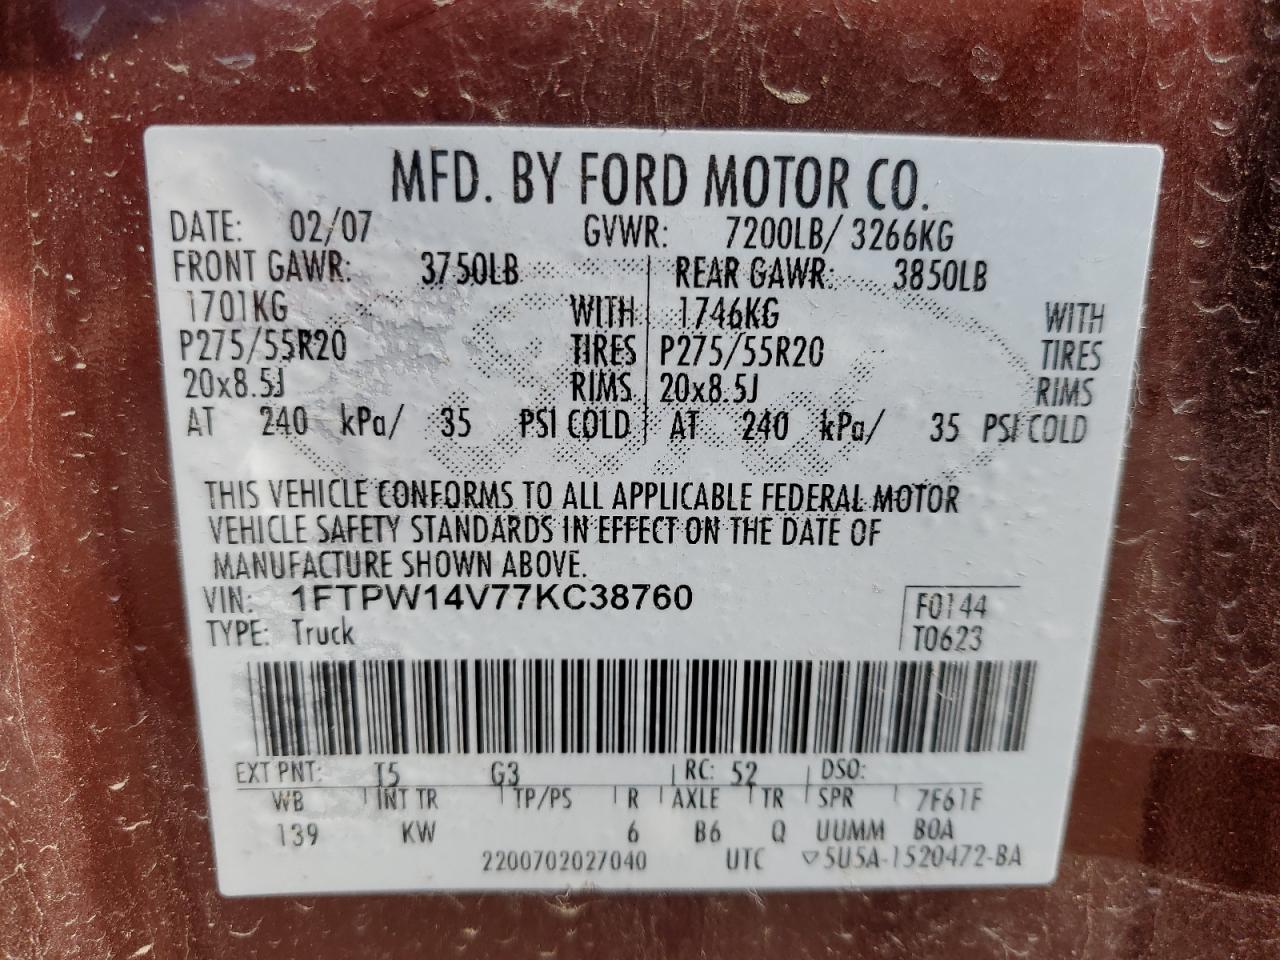 MFD. BY FORD MOTOR CO.
DATE: 02/07 GVWR: 7200LB/ 3266KG
FRONT GAWR: 3750LB REAR GAWR: 3850LB
1701KG WITH 1746KG WITH
P275/55R20 TIRES P275/55R20 TIRES
20x8.5J RIMS 20x8.5J RIMS
AT 240 kPa/ 35 PSI COLD AT 240 kPa/ 35 PSI COLD
THIS VEHICLE CONFORMS TO ALL APPLICABLE FEDERAL MOTOR
VEHICLE SAFETY STANDARDS IN EFFECT ON THE DATE OF
MANUFACTURE SHOWN ABOVE.
VIN: 1FTPW14V77KC38760 F0144
TYPE: Truck T0623
EXT PNT: T5 G3 RC: 52 DSO:
WB INT TR TP/PS R AXLE TR SPR 7F61F
139 KW 6 B6 Q UUMM BOA
2200702027040 UTC ▽5U5A-1520472-BA